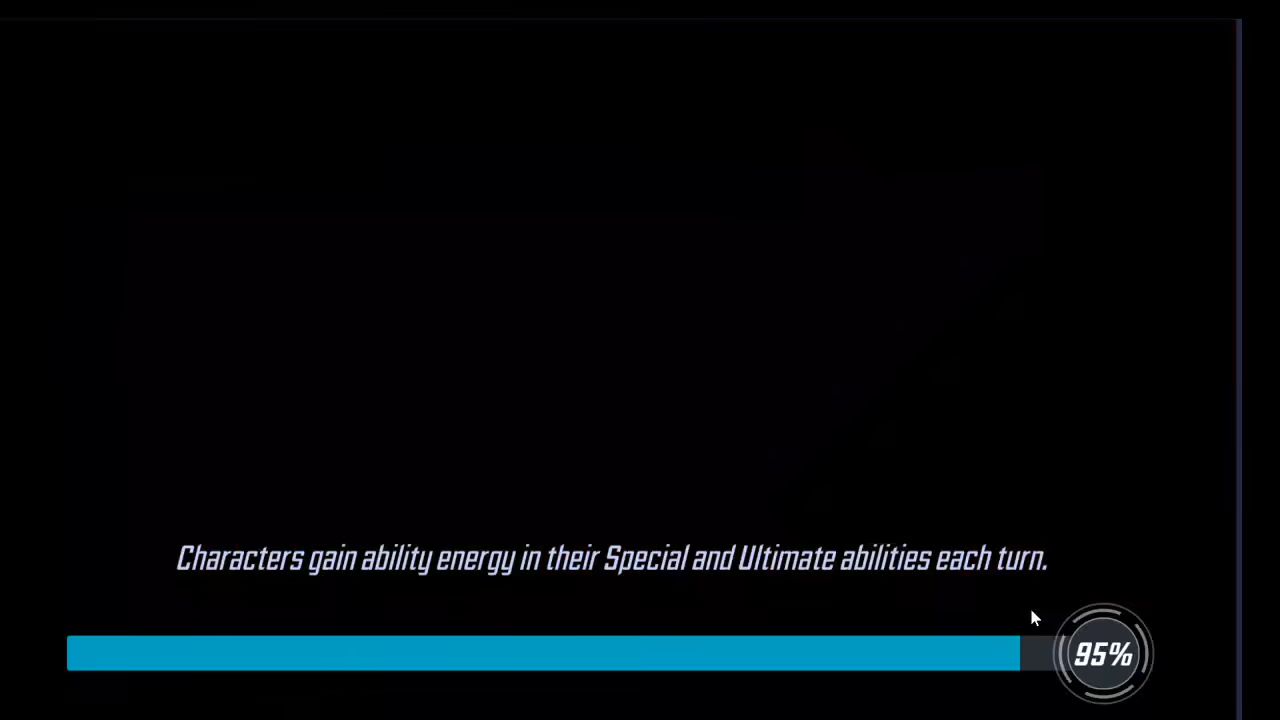 Characters gain ability energy in their Special and Ultimate abilities each turn.
95%